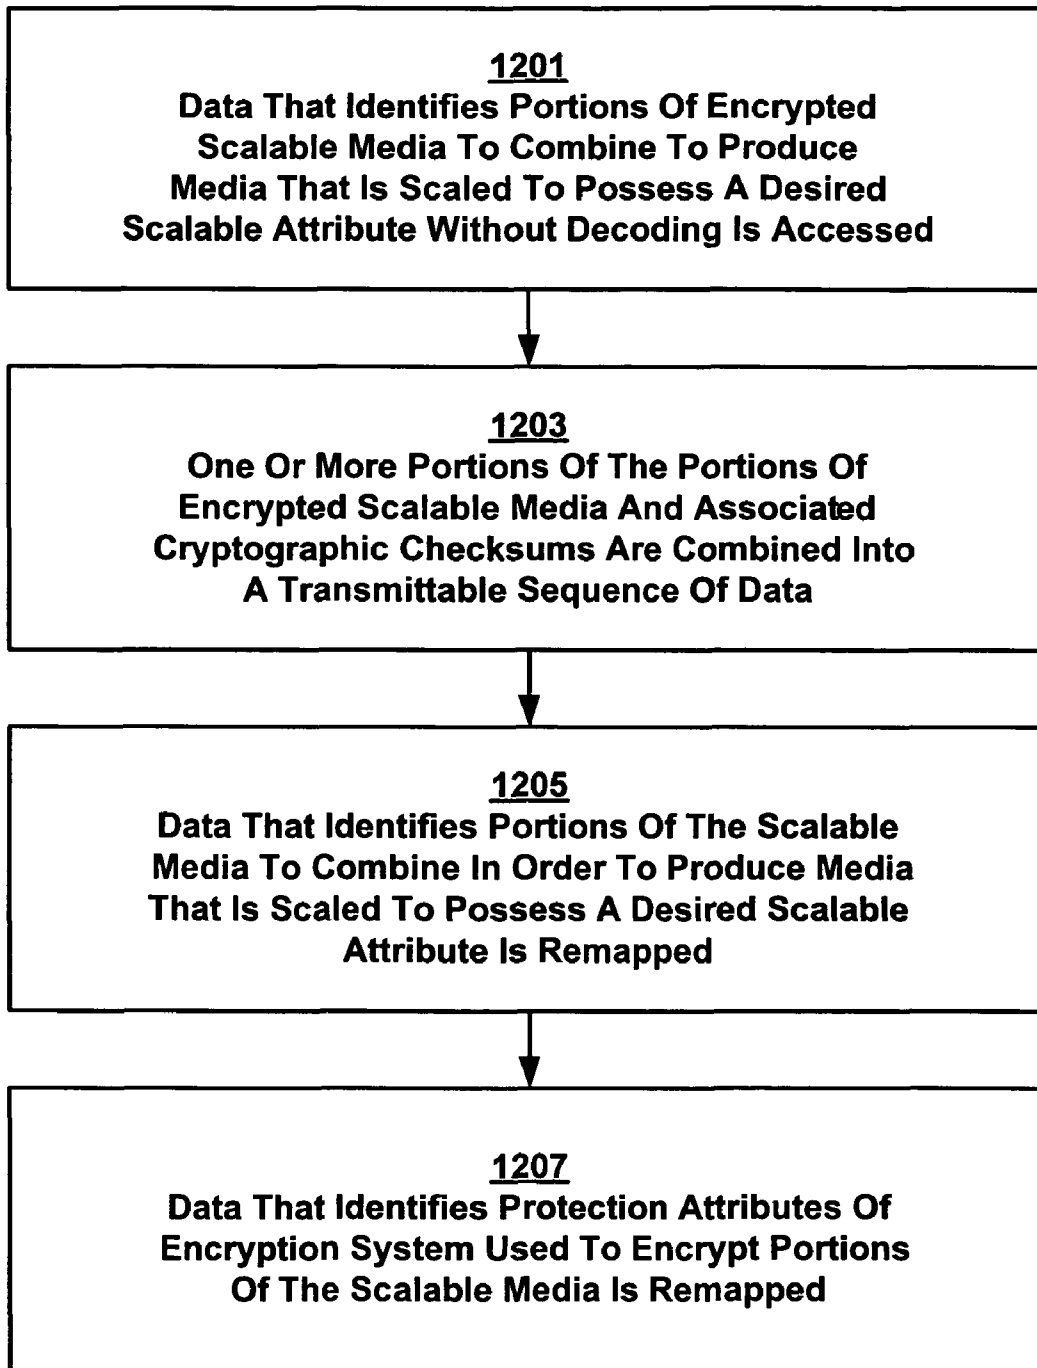 1201
Data That Identifies Portions Of Encrypted
Scalable Media To Combine To Produce
Media That Is Scaled To Possess A Desired
Scalable Attribute Without Decoding Is Accessed
1203
One Or More Portions Of The Portions Of
Encrypted Scalable Media And Associated
Cryptographic Checksums Are Combined Into
A Transmittable Sequence Of Data
1205
Data That Identifies Portions Of The Scalable
Media To Combine In Order To Produce Media
That Is Scaled To Possess A Desired Scalable
Attribute Is Remapped
1207
Data That Identifies Protection Attributes Of
Encryption System Used To Encrypt Portions
Of The Scalable Media Is Remapped